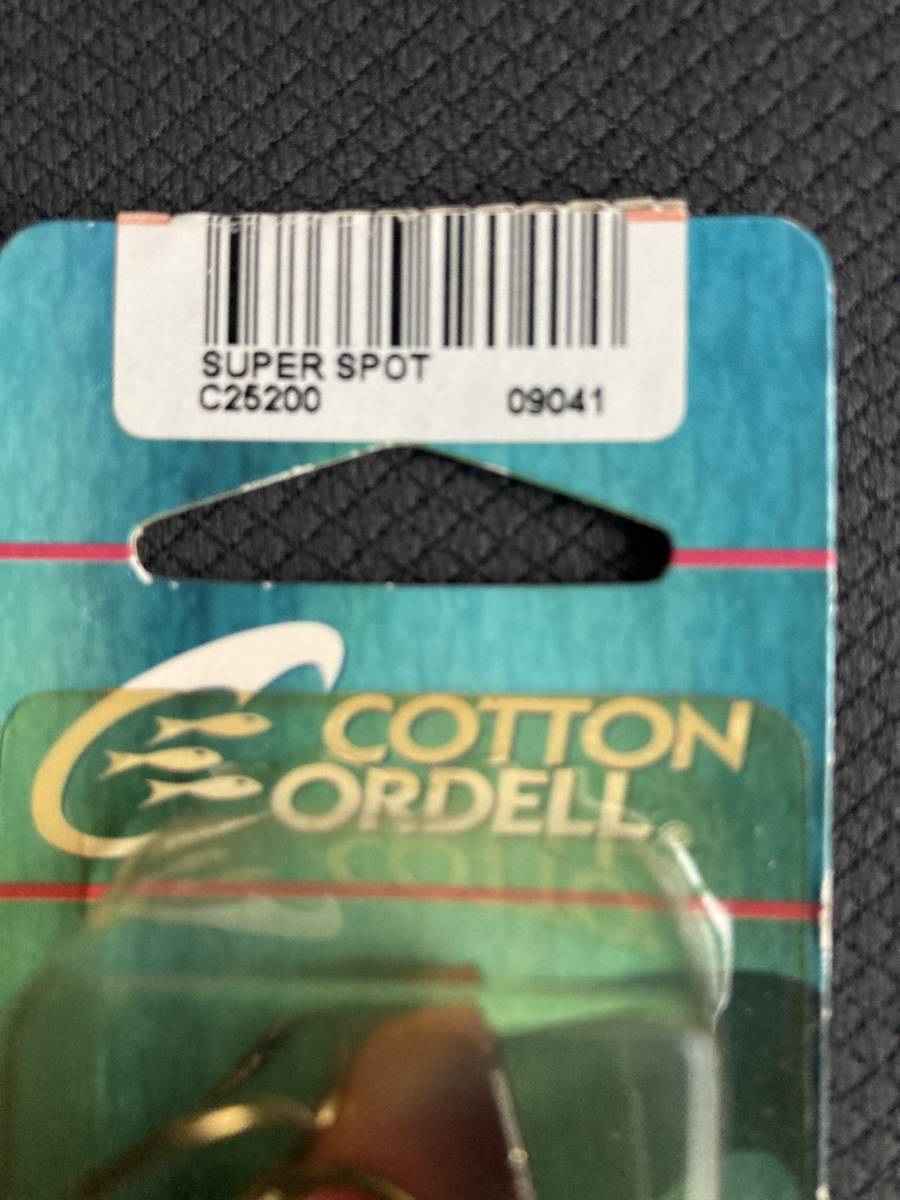 SUPER SPOT
C25200 09041
COTTON
CORDELL